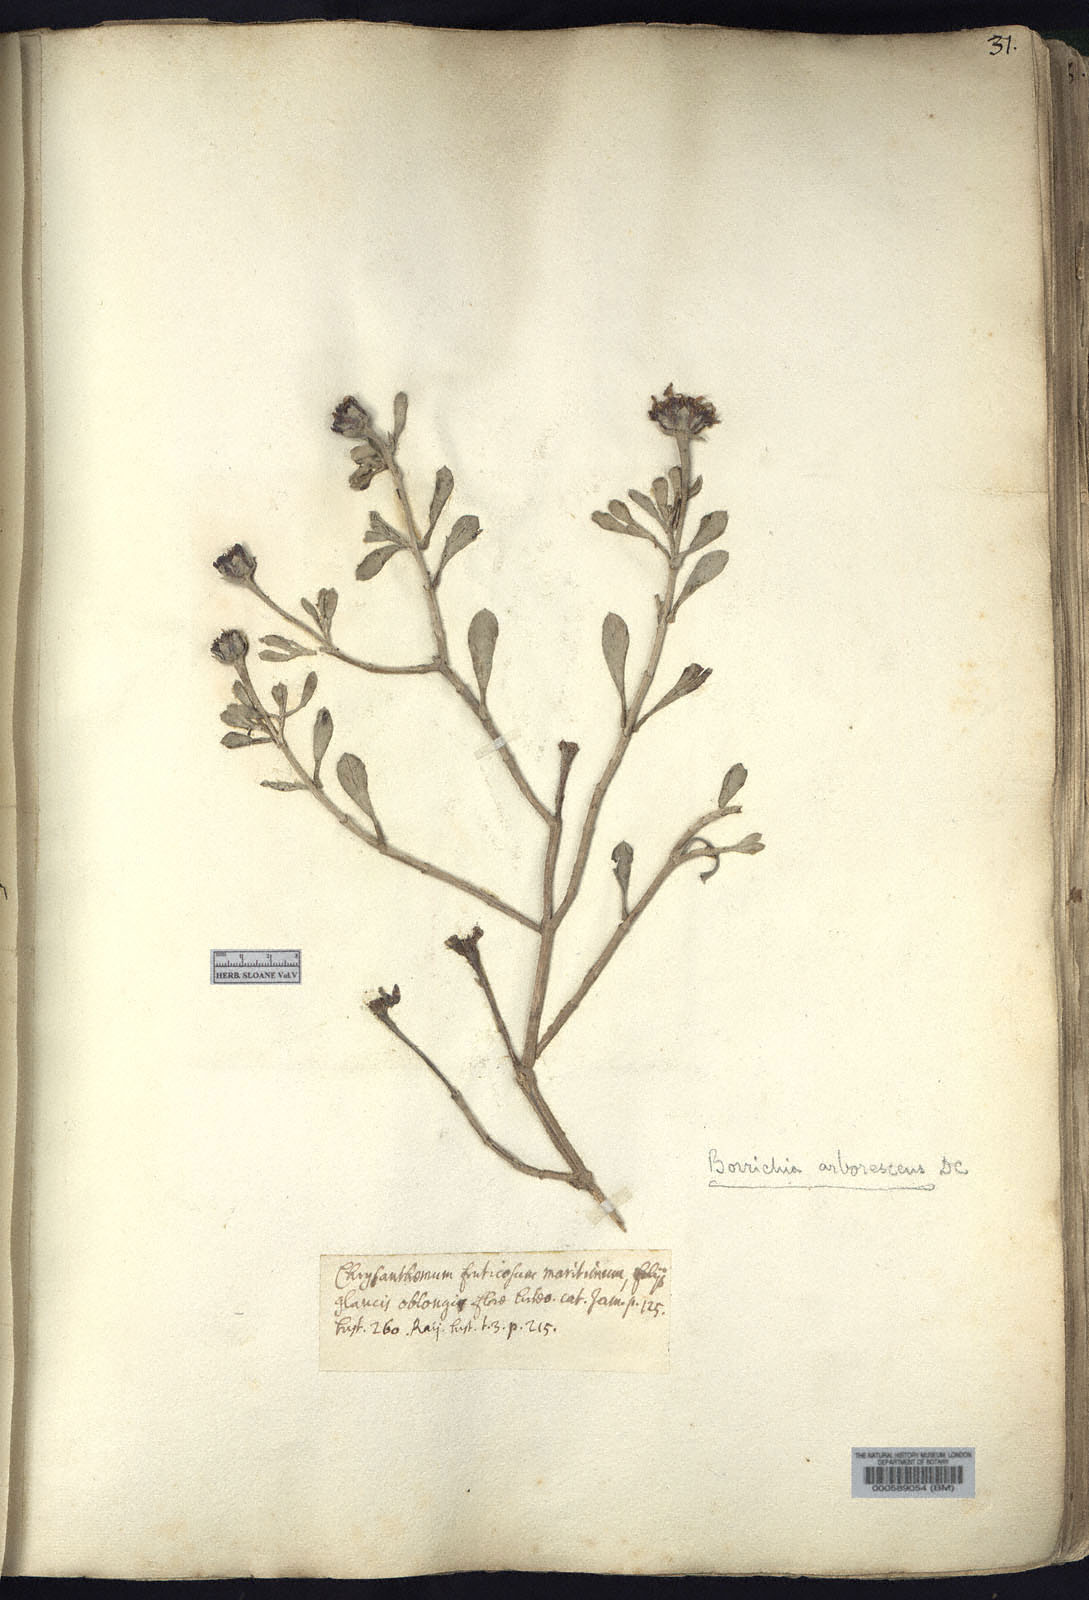 31.
HERB. SLOANE Vol.V
Borrichia arborescens DC
Chrysanthemum fruticosum maritimum, folijs
glaucis oblongis flore luteo. cat. Jam. p. 125.
hist. 260. Raij. hist. t.3. p. 215.
THE NATURAL HISTORY MUSEUM, LONDON
DEPARTMENT OF BOTANY
000589054 (BM)